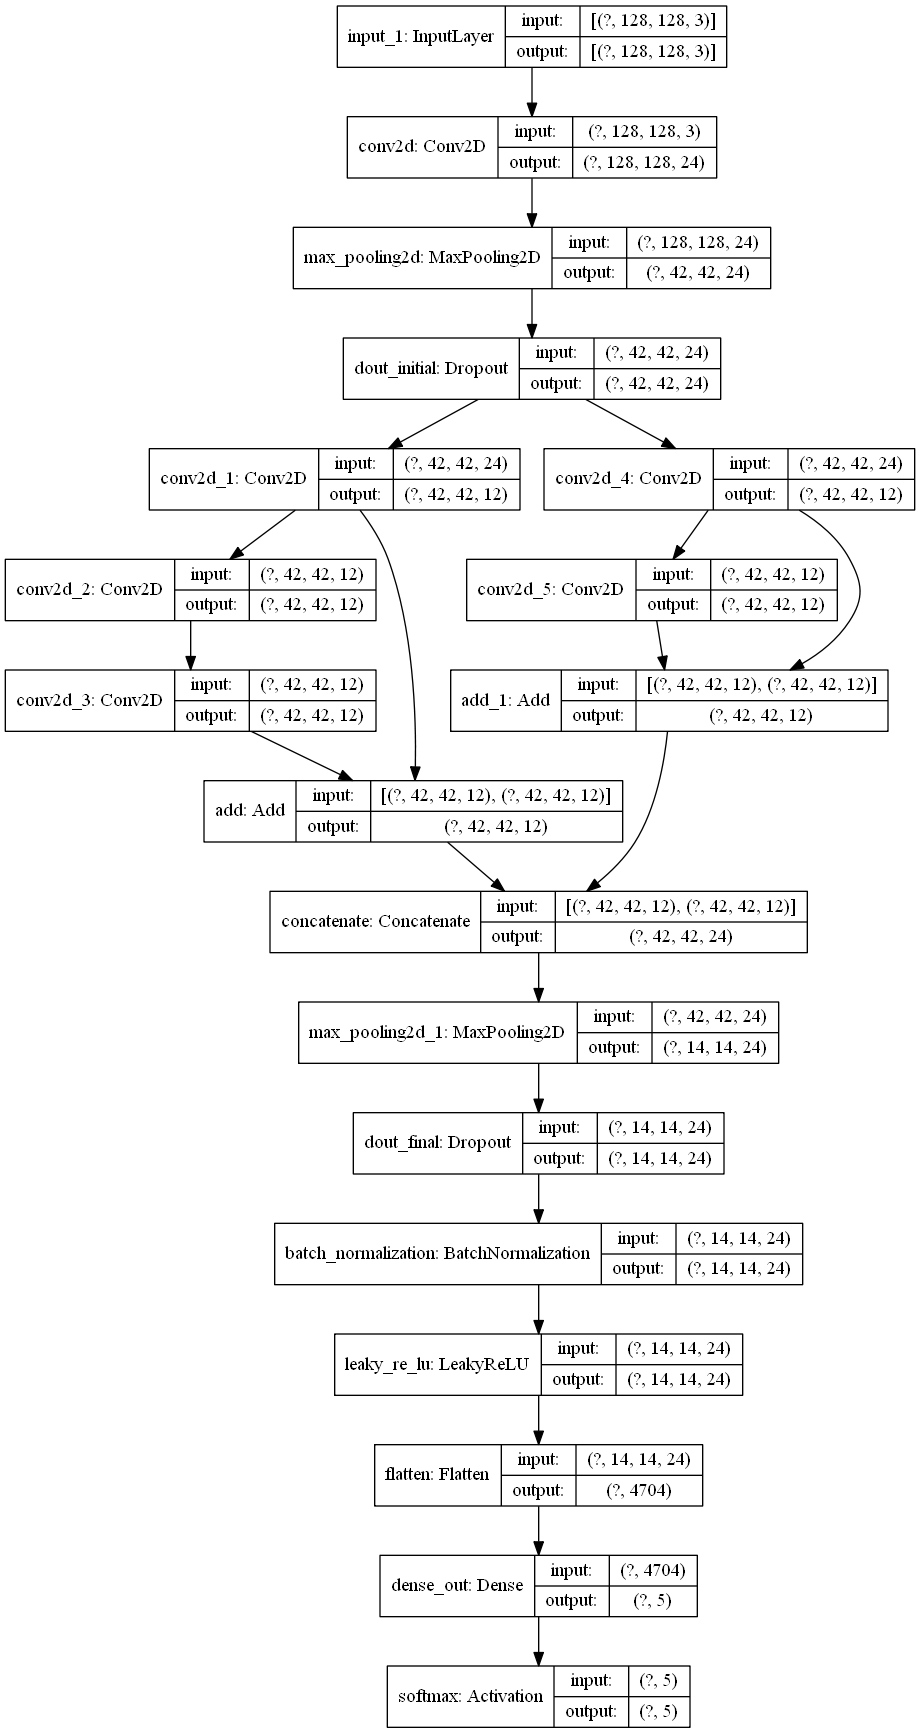 input_1: InputLayer
input: [(?, 128, 128, 3)]
output: [(?, 128, 128, 3)]
conv2d: Conv2D
input: (?, 128, 128, 3)
output: (?, 128, 128, 24)
max_pooling2d: MaxPooling2D
input: (?, 128, 128, 24)
output: (?, 42, 42, 24)
dout_initial: Dropout
input: (?, 42, 42, 24)
output: (?, 42, 42, 24)
conv2d_1: Conv2D
input: (?, 42, 42, 24)
output: (?, 42, 42, 12)
conv2d_4: Conv2D
input: (?, 42, 42, 24)
output: (?, 42, 42, 12)
conv2d_2: Conv2D
input: (?, 42, 42, 12)
output: (?, 42, 42, 12)
conv2d_5: Conv2D
input: (?, 42, 42, 12)
output: (?, 42, 42, 12)
conv2d_3: Conv2D
input: (?, 42, 42, 12)
output: (?, 42, 42, 12)
add_1: Add
input: [(?, 42, 42, 12), (?, 42, 42, 12)]
output: (?, 42, 42, 12)
add: Add
input: [(?, 42, 42, 12), (?, 42, 42, 12)]
output: (?, 42, 42, 12)
concatenate: Concatenate
input: [(?, 42, 42, 12), (?, 42, 42, 12)]
output: (?, 42, 42, 24)
max_pooling2d_1: MaxPooling2D
input: (?, 42, 42, 24)
output: (?, 14, 14, 24)
dout_final: Dropout
input: (?, 14, 14, 24)
output: (?, 14, 14, 24)
batch_normalization: BatchNormalization
input: (?, 14, 14, 24)
output: (?, 14, 14, 24)
leaky_re_lu: LeakyReLU
input: (?, 14, 14, 24)
output: (?, 14, 14, 24)
flatten: Flatten
input: (?, 14, 14, 24)
output: (?, 4704)
dense_out: Dense
input: (?, 4704)
output: (?, 5)
softmax: Activation
input: (?, 5)
output: (?, 5)